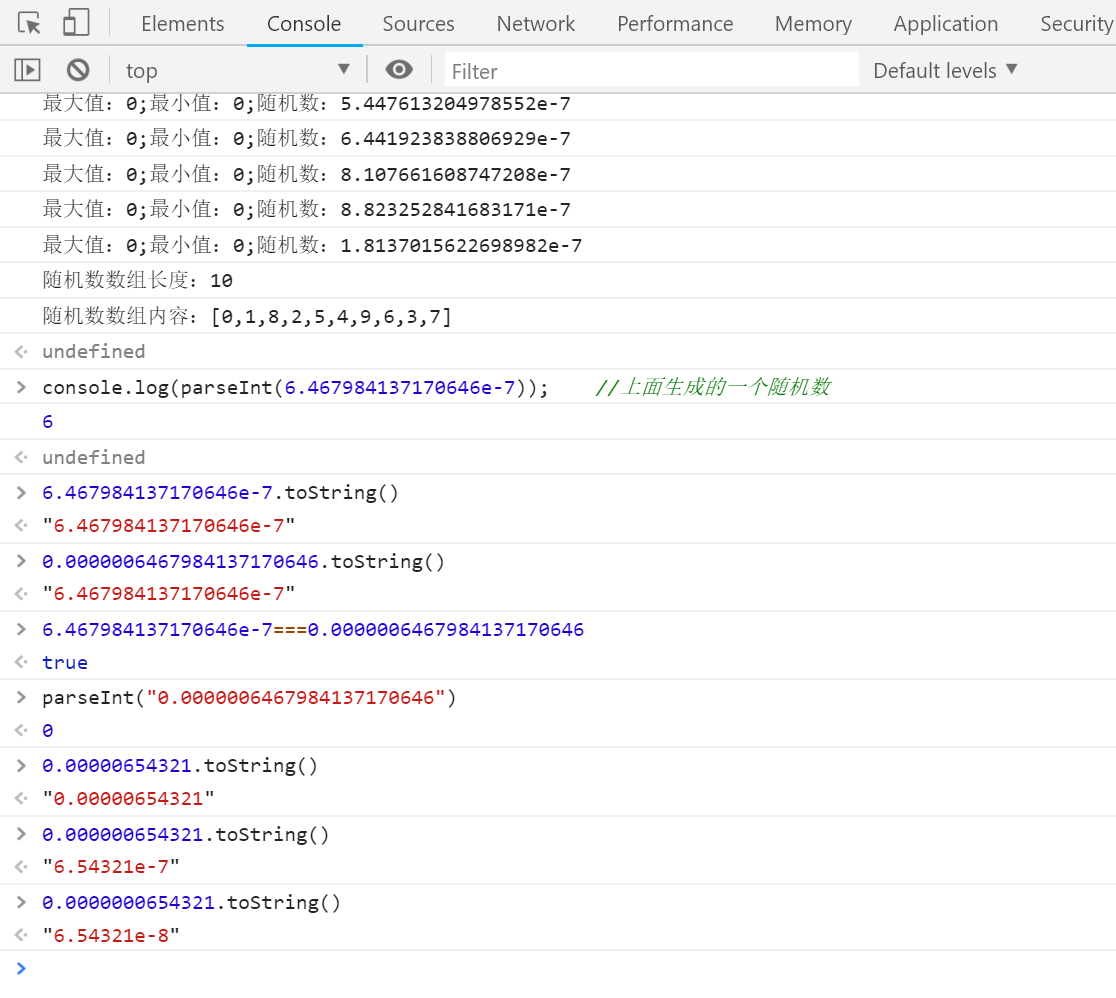 Elements Console Sources Network Performance Memory Application Security
top Filter Default levels
最大值：0;最小值：0;随机数：5.447613204978552e-7
最大值：0;最小值：0;随机数：6.441923838806929e-7
最大值：0;最小值：0;随机数：8.107661608747208e-7
最大值：0;最小值：0;随机数：8.823252841683171e-7
最大值：0;最小值：0;随机数：1.8137015622698982e-7
随机数数组长度：10
随机数数组内容：[0,1,8,2,5,4,9,6,3,7]
undefined
console.log(parseInt(6.467984137170646e-7)); //上面生成的一个随机数
6
undefined
6.467984137170646e-7.toString()
"6.467984137170646e-7"
0.0000006467984137170646.toString()
"6.467984137170646e-7"
6.467984137170646e-7===0.0000006467984137170646
true
parseInt("0.0000006467984137170646")
0
0.00000654321.toString()
"0.00000654321"
0.000000654321.toString()
"6.54321e-7"
0.0000000654321.toString()
"6.54321e-8"